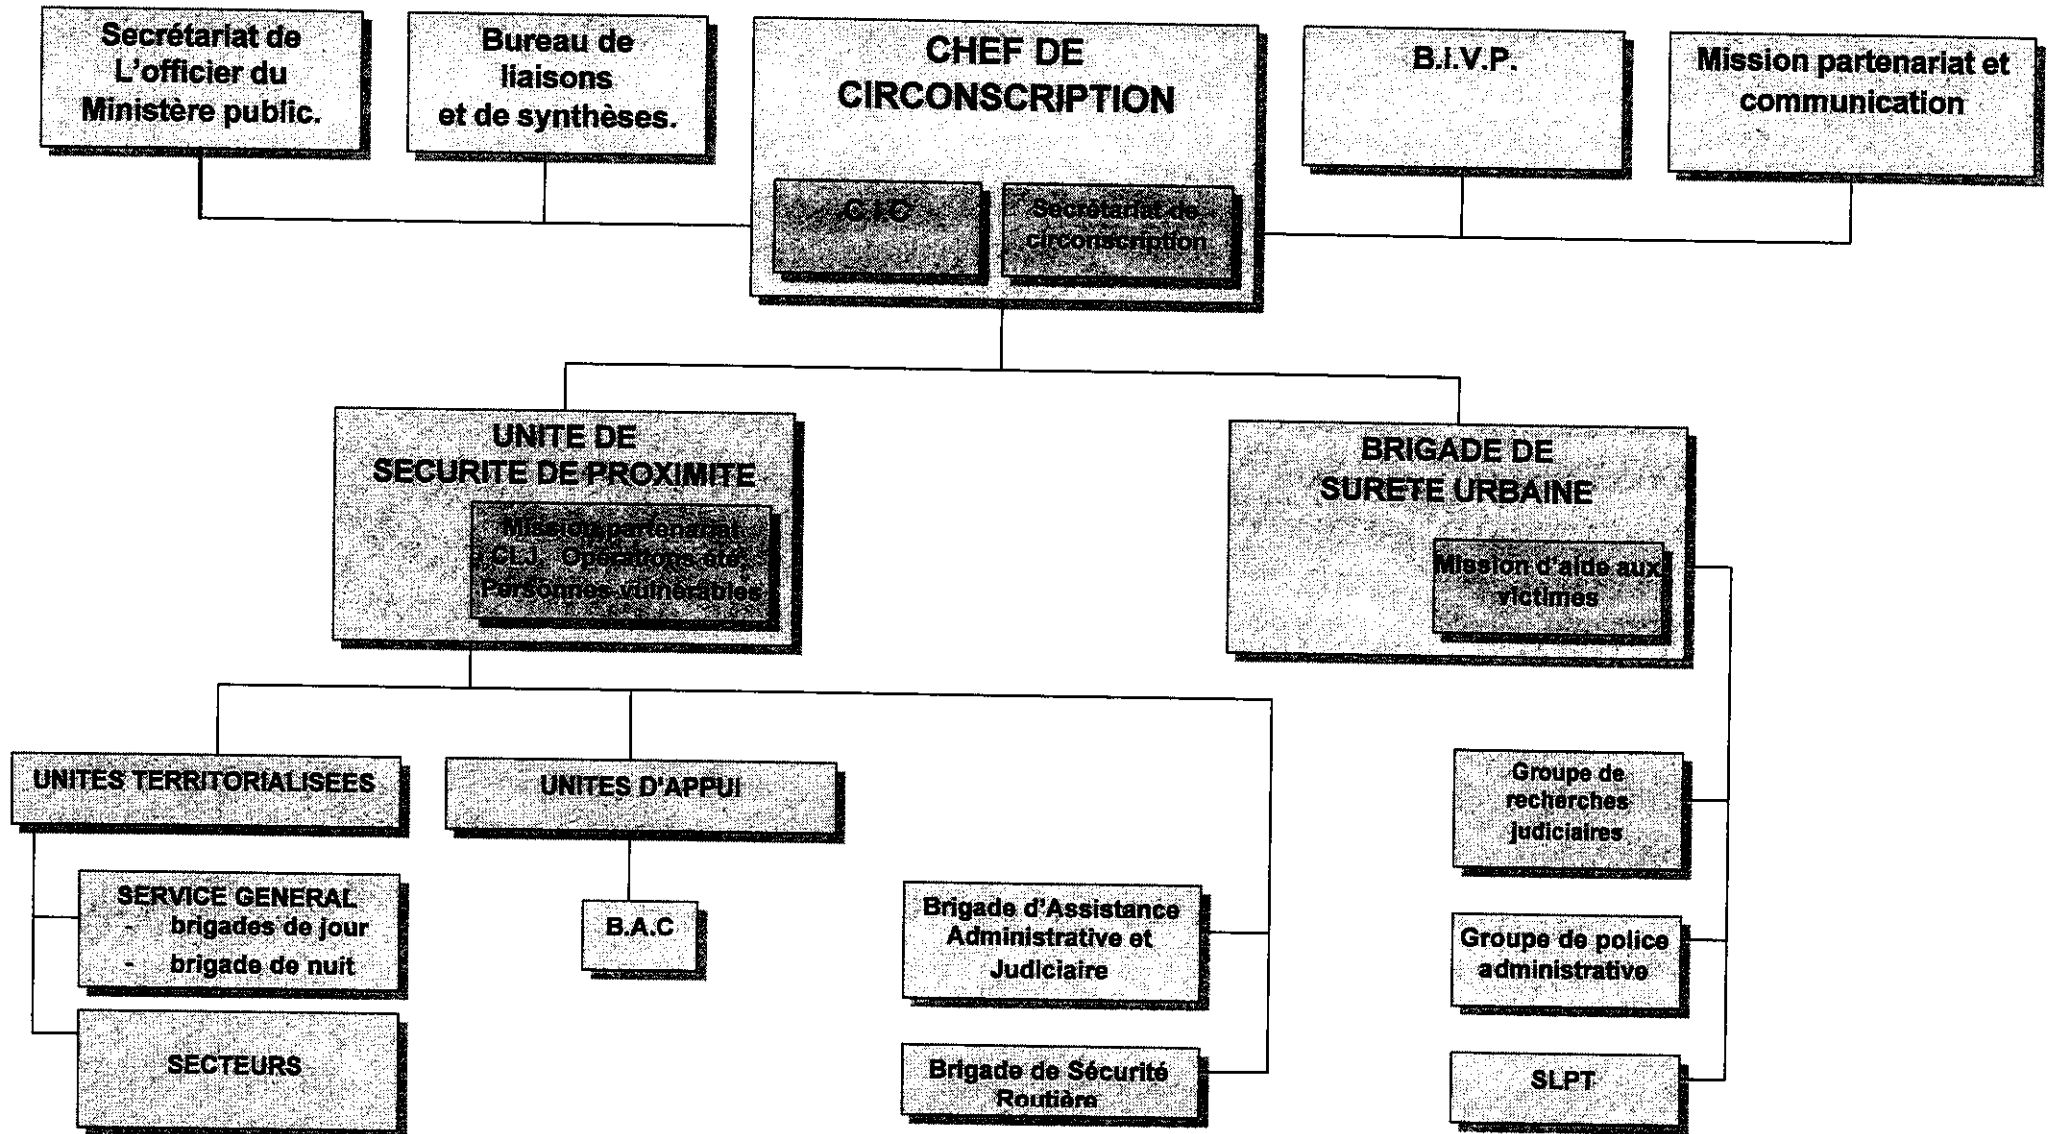 Secrétariat de
L'officier du
Ministère public.
Bureau de
liaisons
et de synthèses.
CHEF DE
CIRCONSCRIPTION
C.I.C
Secrétariat de
circonscription
B.I.V.P.
Mission partenariat et
communication
UNITE DE
SECURITE DE PROXIMITE
Mission partenariat
CLJ, Opérations été,
Personnes vulnérables
BRIGADE DE
SURETE URBAINE
Mission d'aide aux
victimes
UNITES TERRITORIALISEES
SERVICE GENERAL
- brigades de jour
- brigade de nuit
SECTEURS
UNITES D'APPUI
B.A.C
Brigade d'Assistance
Administrative et
Judiciaire
Brigade de Sécurité
Routière
Groupe de
recherches
judiciaires
Groupe de police
administrative
SLPT